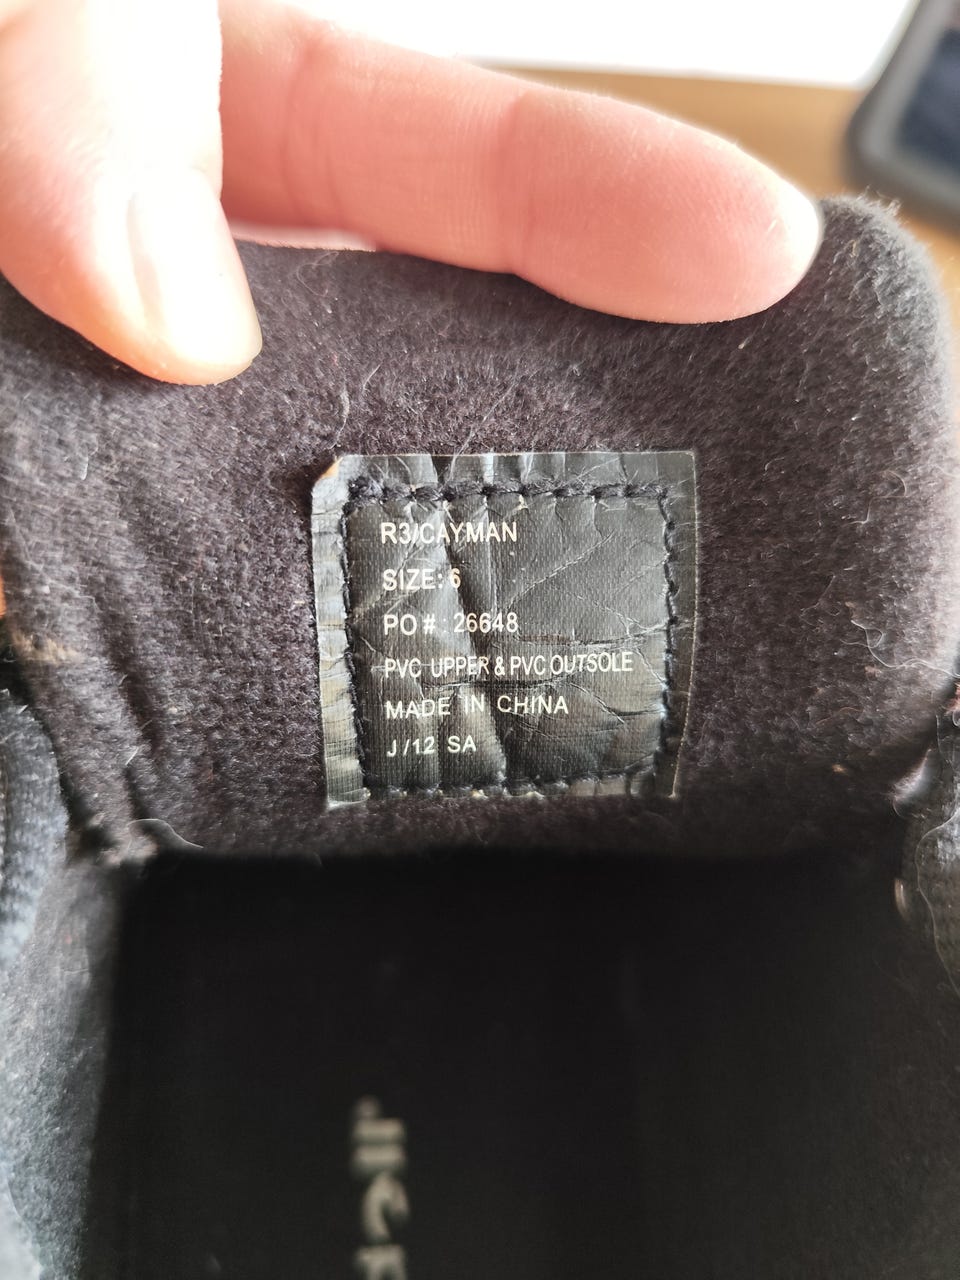 R3/CAYMAN
SIZE: 6
PO #: 26648
PVC UPPER & PVC OUTSOLE
MADE IN CHINA
J /12 SA